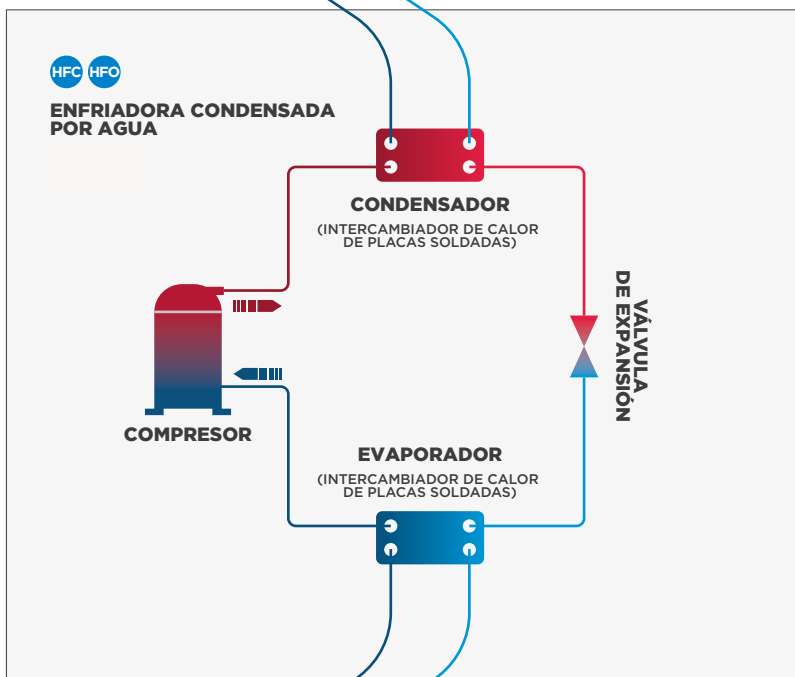 HFC HFO
ENFRIADORA CONDENSADA
POR AGUA
CONDENSADOR
(INTERCAMBIADOR DE CALOR
DE PLACAS SOLDADAS)
VÁLVULA
DE EXPANSIÓN
COMPRESOR
EVAPORADOR
(INTERCAMBIADOR DE CALOR
DE PLACAS SOLDADAS)